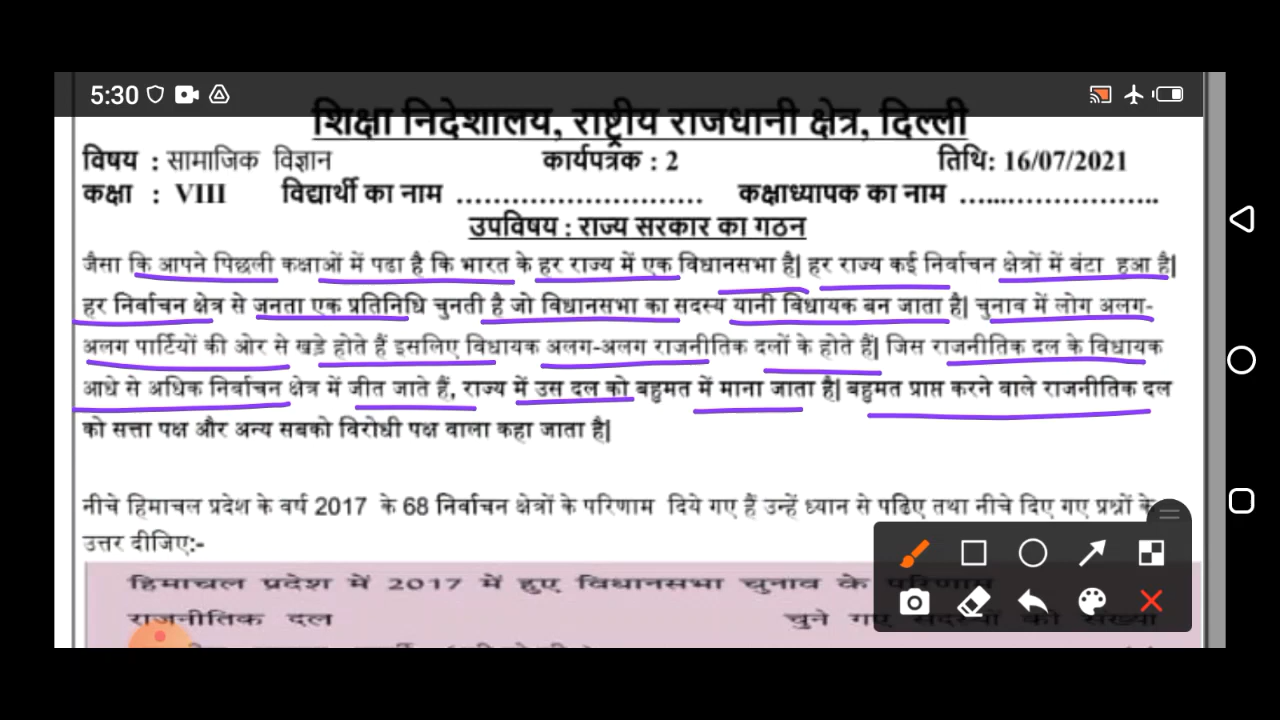 5:30
शिक्षा निदेशालय, राष्ट्रीय राजधानी क्षेत्र, दिल्ली
विषय : सामाजिक विज्ञान कार्यपत्रक : 2 तिथि: 16/07/2021
कक्षा : VIII विद्यार्थी का नाम ........................... कक्षाध्यापक का नाम ......................
उपविषय : राज्य सरकार का गठन
जैसा कि आपने पिछली कक्षाओं में पढा है कि भारत के हर राज्य में एक विधानसभा है| हर राज्य कई निर्वाचन क्षेत्रों में बंटा हुआ है|
हर निर्वाचन क्षेत्र से जनता एक प्रतिनिधि चुनती है जो विधानसभा का सदस्य यानी विधायक बन जाता है| चुनाव में लोग अलग-
अलग पार्टियों की ओर से खड़े होते हैं इसलिए विधायक अलग-अलग राजनीतिक दलों के होते हैं| जिस राजनीतिक दल के विधायक
आधे से अधिक निर्वाचन क्षेत्र में जीत जाते हैं, राज्य में उस दल को बहुमत में माना जाता है| बहुमत प्राप्त करने वाले राजनीतिक दल
को सत्ता पक्ष और अन्य सबको विरोधी पक्ष वाला कहा जाता है|
नीचे हिमाचल प्रदेश के वर्ष 2017 के 68 निर्वाचन क्षेत्रों के परिणाम दिये गए हैं उन्हें ध्यान से पढिए तथा नीचे दिए गए प्रश्नों के
उत्तर दीजिए:-
हिमाचल प्रदेश में 2017 में हुए विधानसभा चुनाव के परिणाम
राजनीतिक दल चुने गए सदस्यों की संख्या